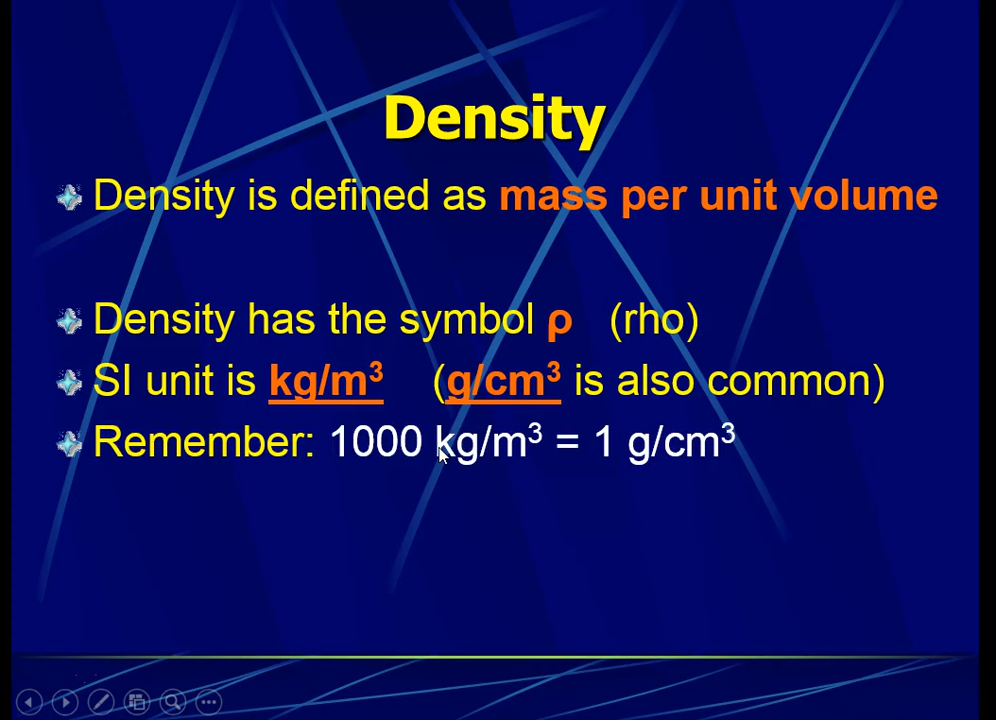 Density
Density is defined as mass per unit volume
Density has the symbol ρ (rho)
SI unit is kg/m³ (g/cm³ is also common)
Remember: 1000 kg/m³ = 1 g/cm³